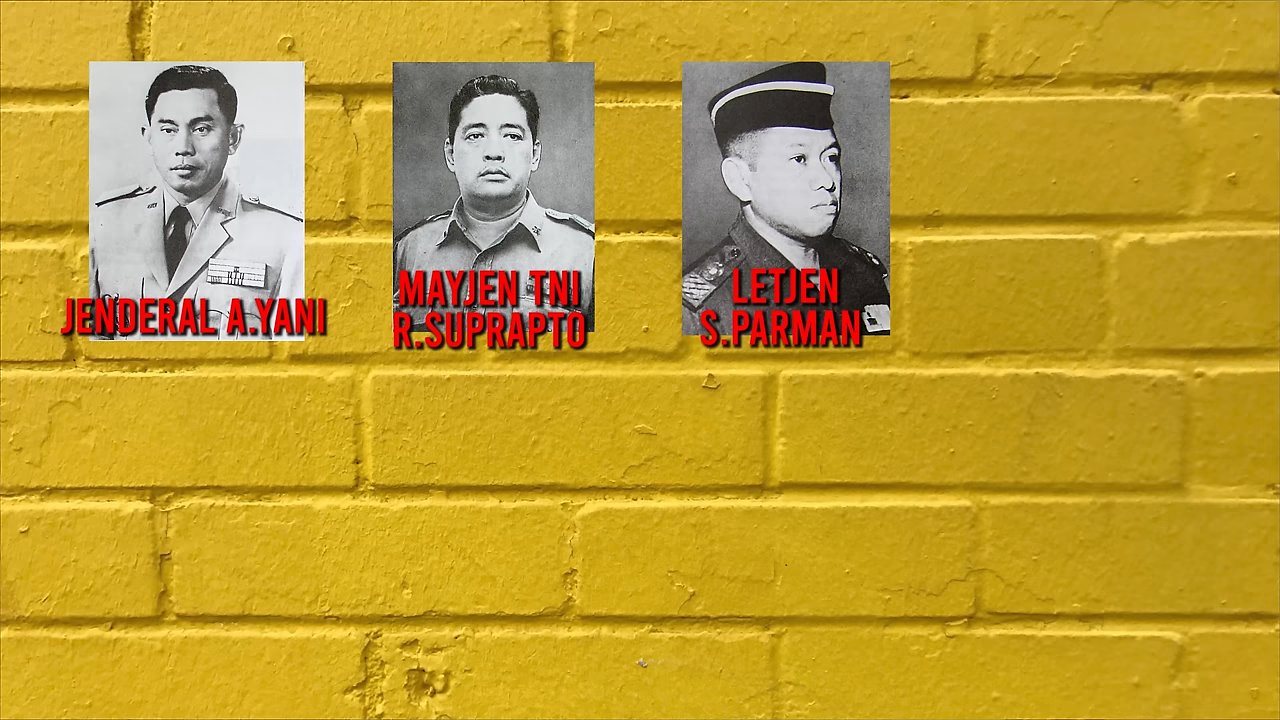 JENDERAL A.YANI
MAYJEN TNI
R.SUPRAPTO
LETJEN
S.PARMAN